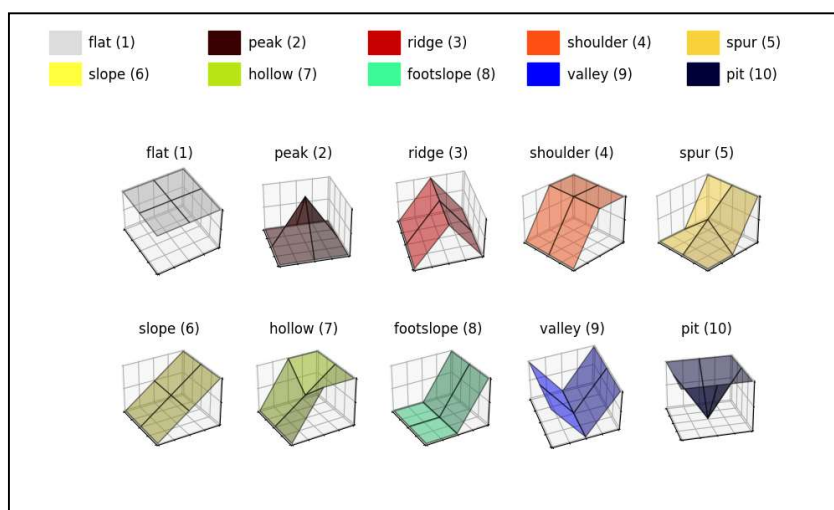 flat (1) peak (2) ridge (3) shoulder (4) spur (5)
slope (6) hollow (7) footslope (8) valley (9) pit (10)
flat (1) peak (2) ridge (3) shoulder (4) spur (5)
slope (6) hollow (7) footslope (8) valley (9) pit (10)